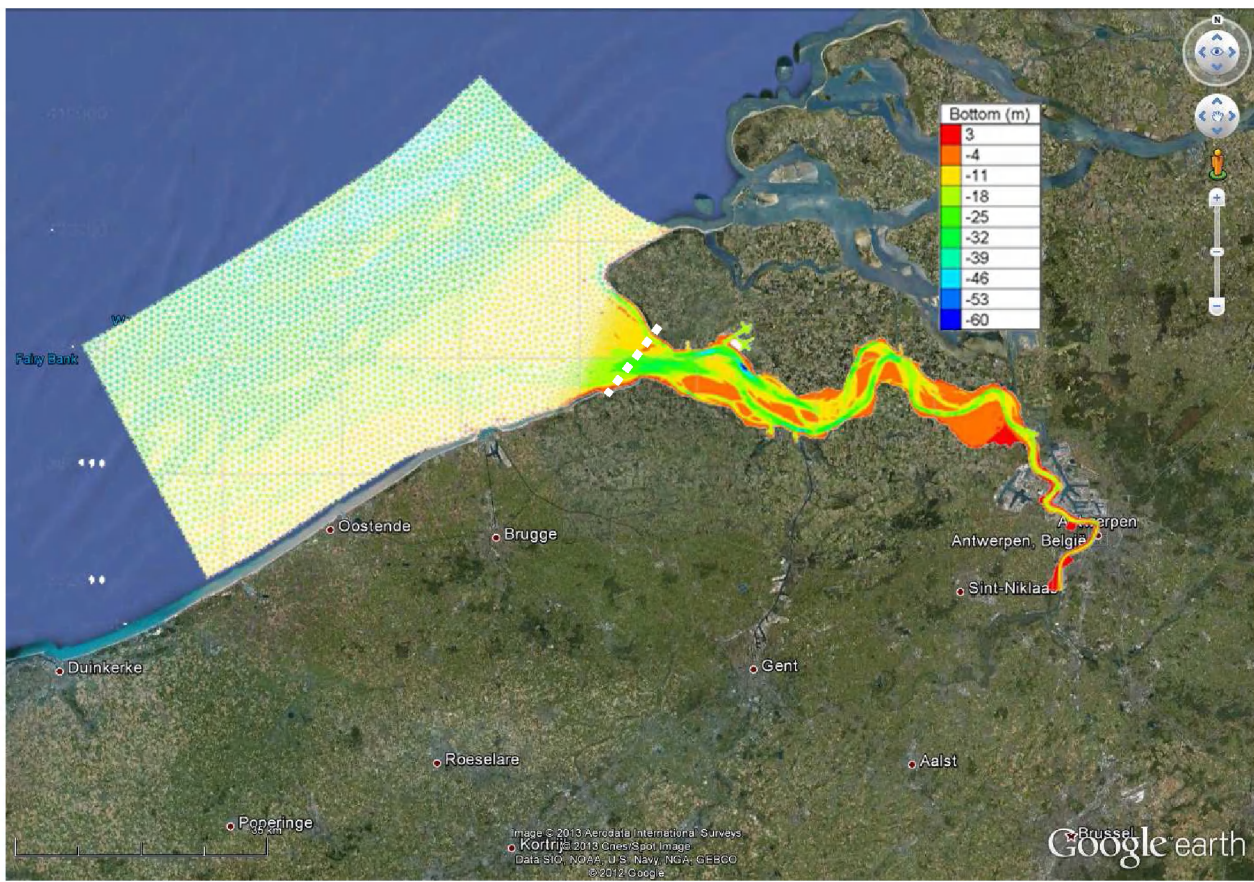 N
Bottom (m)
3
-4
-11
-18
-25
-32
-39
-46
-53
-60
Fairy Bank
Oostende
Brugge
Antwerpen
Antwerpen, België
Sint-Niklaas
Duinkerke
Gent
Roeselare
Aalst
Poperinge
35 km
Kortrijk
Brussel
Image © 2013 Aerodata International Surveys
© 2013 Cnes/Spot Image
Data SIO, NOAA, U.S. Navy, NGA, GEBCO
© 2012 Google
Google earth